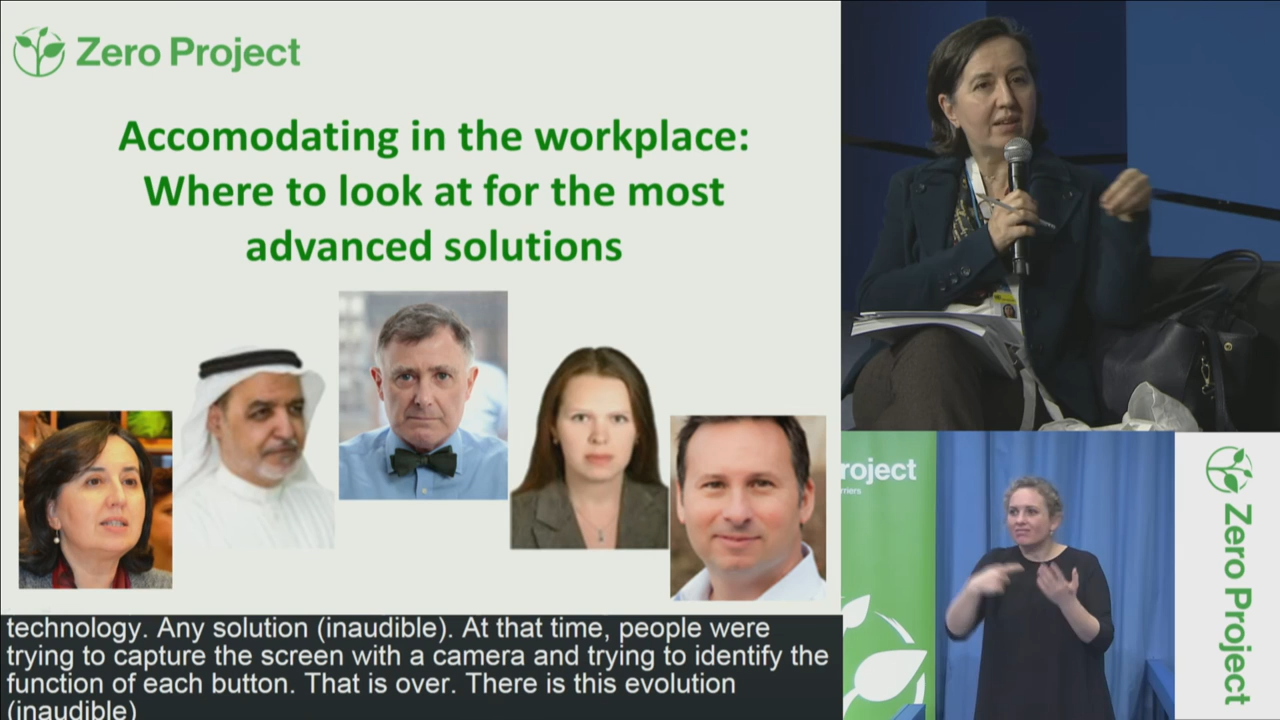 Zero Project
Accomodating in the workplace:
Where to look at for the most
advanced solutions
technology. Any solution (inaudible). At that time, people were
trying to capture the screen with a camera and trying to identify the
function of each button. That is over. There is this evolution
(inaudible)
roject
rriers
Zero Project